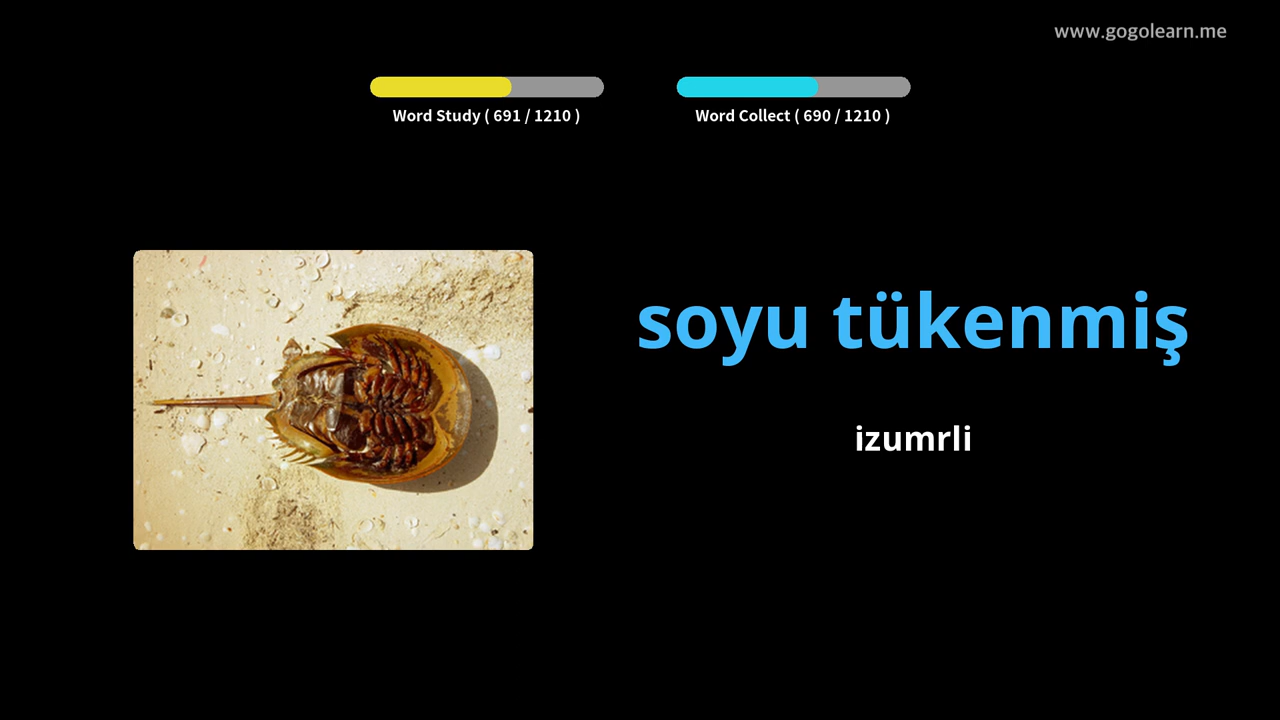 www.gogolearn.me
Word Study ( 691 / 1210 )
Word Collect ( 690 / 1210 )
soyu tükenmiş
izumrli